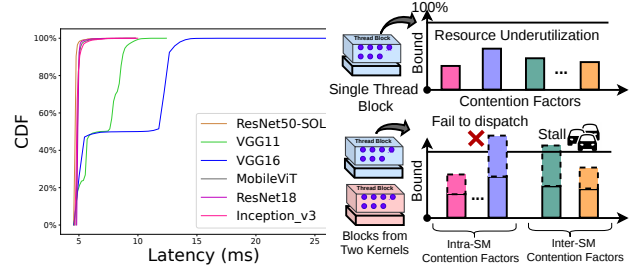 100%
80%
60%
40%
20%
0%
CDF
5
10
15
20
25
Latency (ms)
ResNet50-SOL
VGG11
VGG16
MobileViT
ResNet18
Inception_v3
100%
Thread Block
Single Thread
Block
Bound
Resource Underutilization
...
Contention Factors
Fail to dispatch
Stall
Thread Block
Thread Block
Blocks from
Two Kernels
Bound
...
Intra-SM
Contention Factors
Inter-SM
Contention Factors